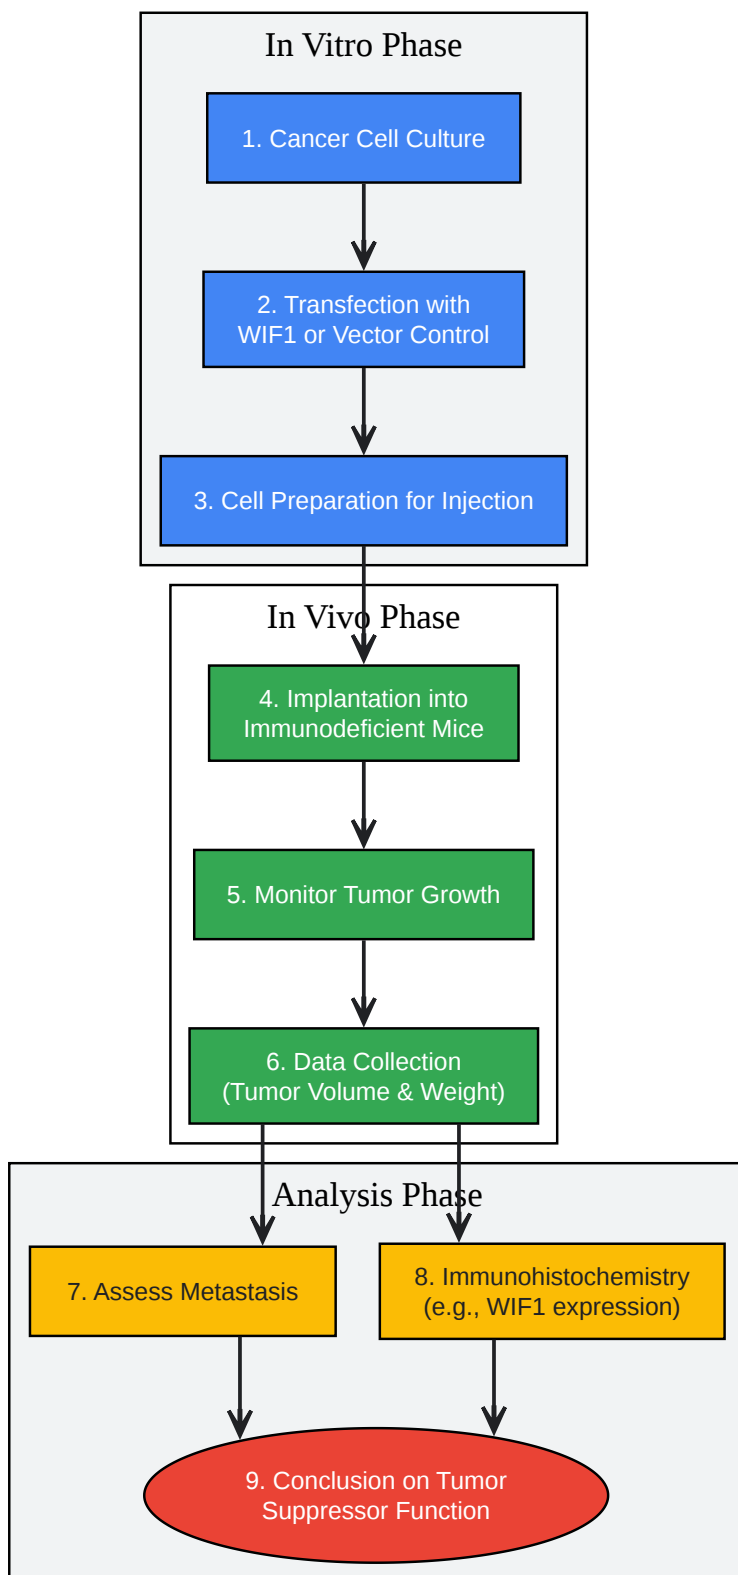 In Vitro Phase
1. Cancer Cell Culture
2. Transfection with
WIF1 or Vector Control
3. Cell Preparation for Injection
In Vivo Phase
4. Implantation into
Immunodeficient Mice
5. Monitor Tumor Growth
6. Data Collection
(Tumor Volume & Weight)
Analysis Phase
7. Assess Metastasis
8. Immunohistochemistry
(e.g., WIF1 expression)
9. Conclusion on Tumor
Suppressor Function